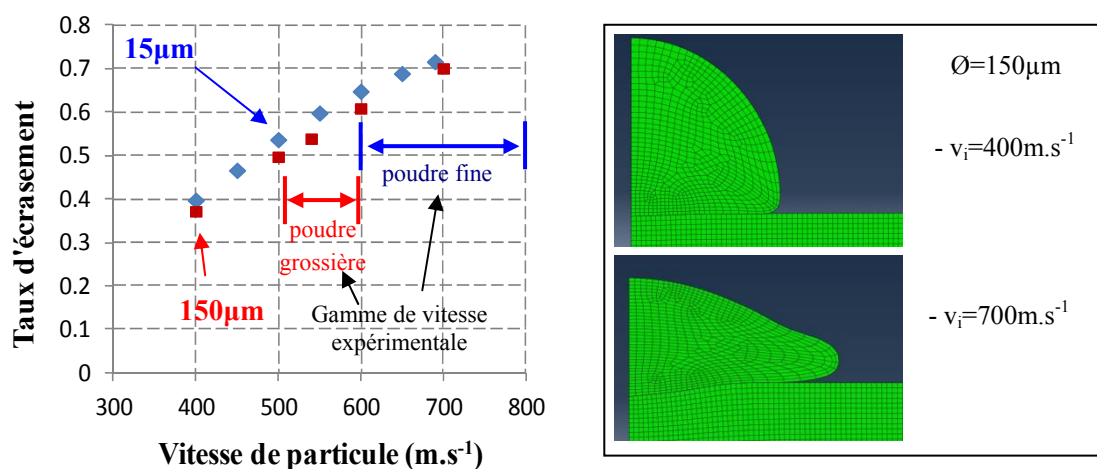 Taux d'écrasement
0.8
0.7
0.6
0.5
0.4
0.3
0.2
0.1
0
15µm
poudre fine
poudre
grossière
150µm
Gamme de vitesse
expérimentale
300 400 500 600 700 800
Vitesse de particule (m.s-1)
Ø=150µm
- vi=400m.s-1
- vi=700m.s-1